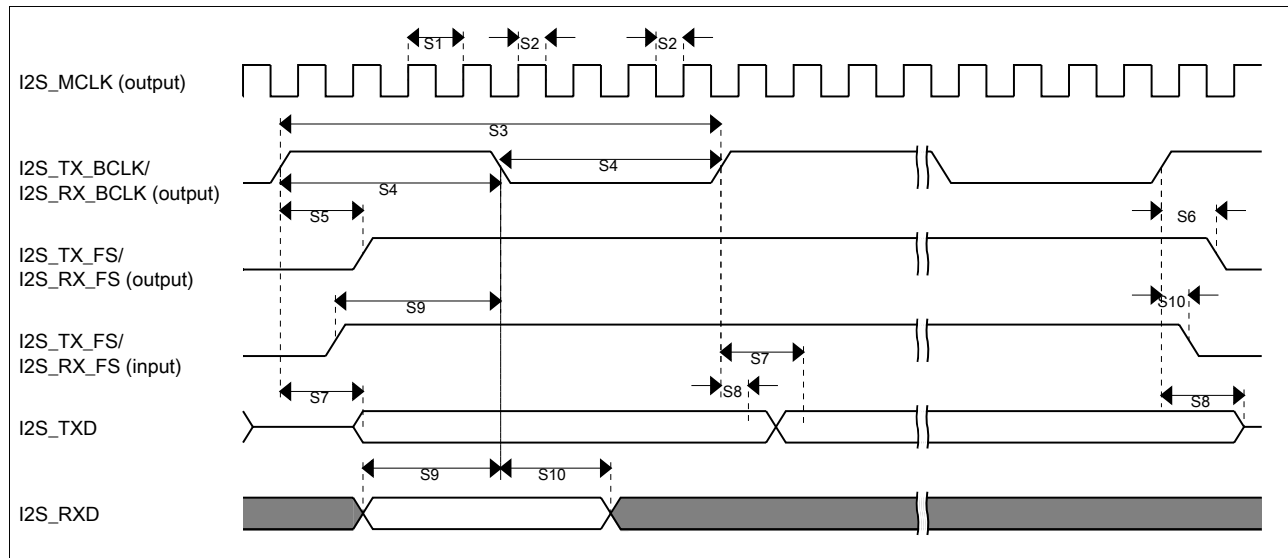 S1
S2
S2
I2S_MCLK (output)
S3
I2S_TX_BCLK/
I2S_RX_BCLK (output)
S4
S4
S5
S6
I2S_TX_FS/
I2S_RX_FS (output)
S9
S10
I2S_TX_FS/
I2S_RX_FS (input)
S7
S8
S7
S8
I2S_TXD
S9
S10
I2S_RXD